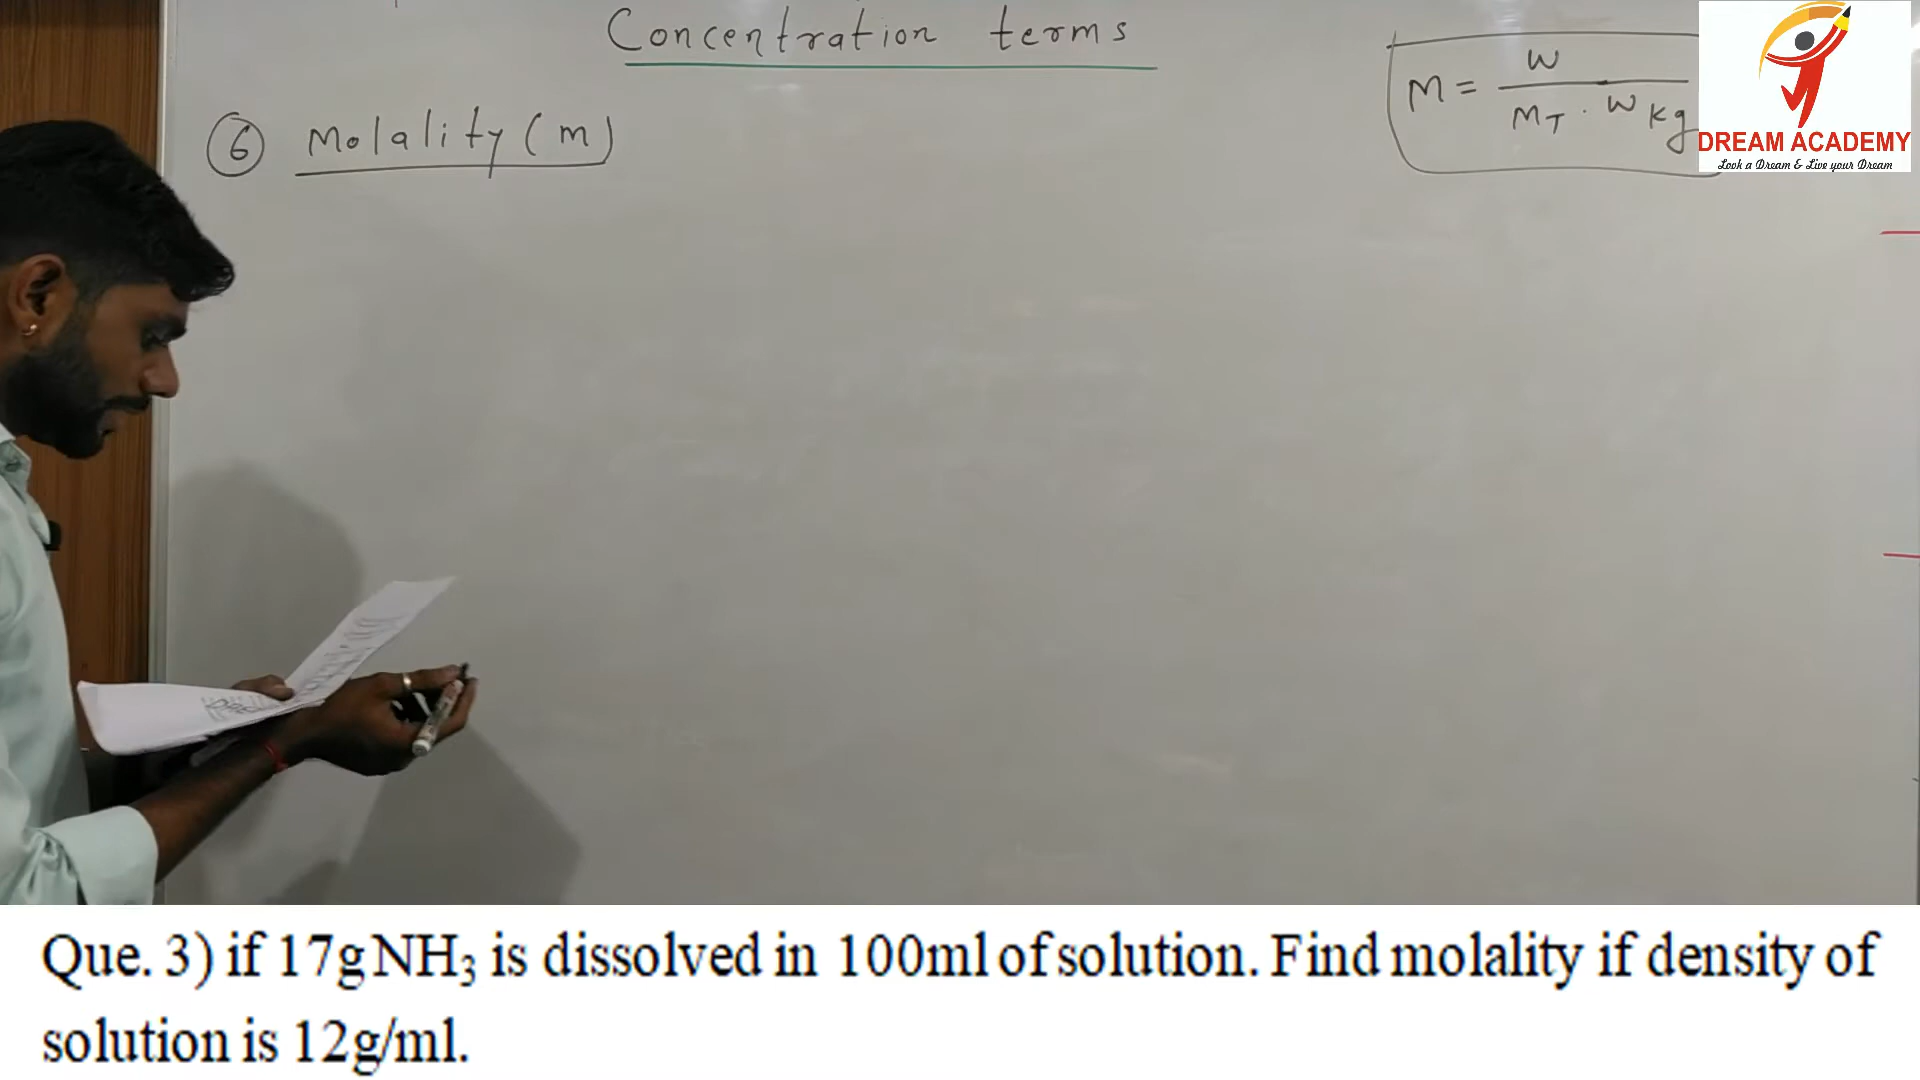 Concentration terms
6 Molality (m)
M = w
M_T . w kg
DREAM ACADEMY
Look a Dream & Live your Dream
Que. 3) if 17g NH₃ is dissolved in 100ml of solution. Find molality if density of
solution is 12g/ml.